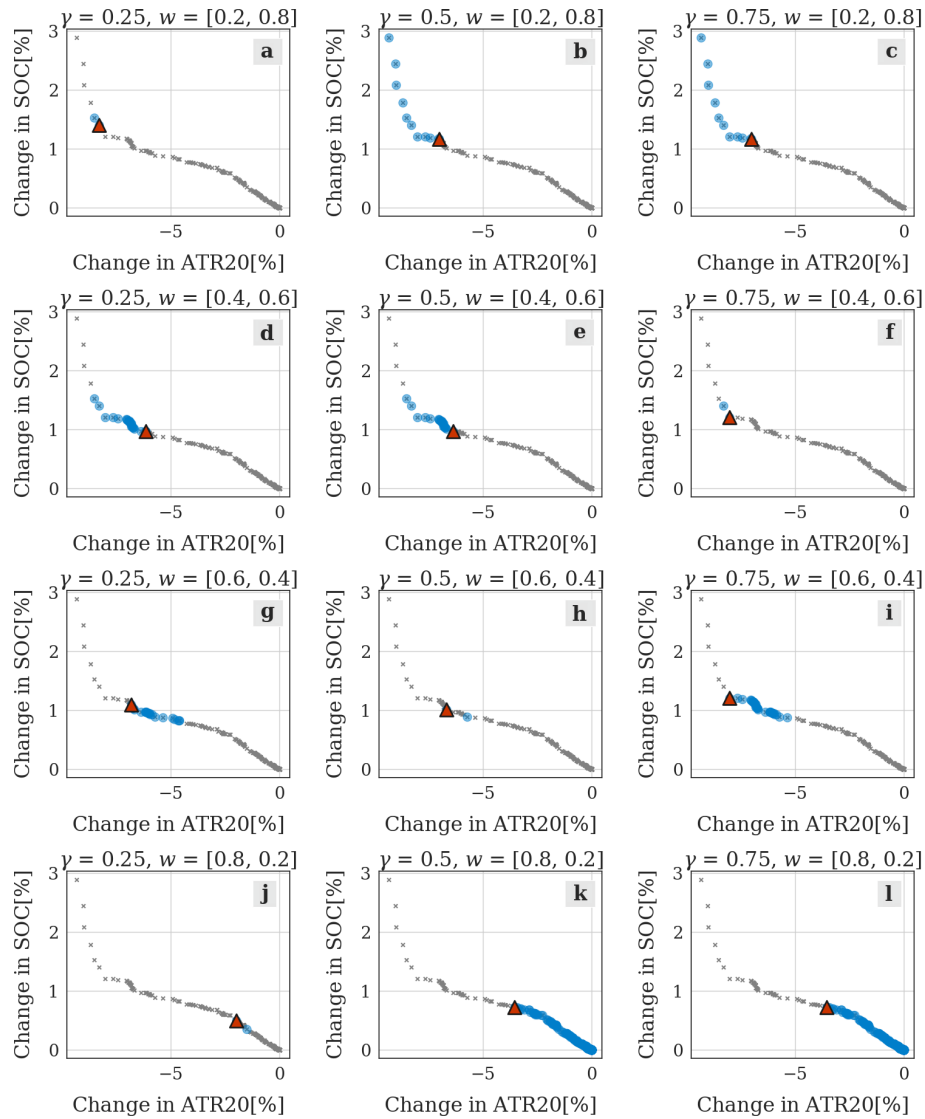 γ = 0.25, w = [0.2, 0.8] γ = 0.5, w = [0.2, 0.8] γ = 0.75, w = [0.2, 0.8]
a b c
3 3 3
2 2 2
1 1 1
0 0 0
Change in SOC[%] Change in SOC[%] Change in SOC[%]
−5 0 −5 0 −5 0
Change in ATR20[%] Change in ATR20[%] Change in ATR20[%]
γ = 0.25, w = [0.4, 0.6] γ = 0.5, w = [0.4, 0.6] γ = 0.75, w = [0.4, 0.6]
d e f
3 3 3
2 2 2
1 1 1
0 0 0
Change in SOC[%] Change in SOC[%] Change in SOC[%]
−5 0 −5 0 −5 0
Change in ATR20[%] Change in ATR20[%] Change in ATR20[%]
γ = 0.25, w = [0.6, 0.4] γ = 0.5, w = [0.6, 0.4] γ = 0.75, w = [0.6, 0.4]
g h i
3 3 3
2 2 2
1 1 1
0 0 0
Change in SOC[%] Change in SOC[%] Change in SOC[%]
−5 0 −5 0 −5 0
Change in ATR20[%] Change in ATR20[%] Change in ATR20[%]
γ = 0.25, w = [0.8, 0.2] γ = 0.5, w = [0.8, 0.2] γ = 0.75, w = [0.8, 0.2]
j k l
3 3 3
2 2 2
1 1 1
0 0 0
Change in SOC[%] Change in SOC[%] Change in SOC[%]
−5 0 −5 0 −5 0
Change in ATR20[%] Change in ATR20[%] Change in ATR20[%]